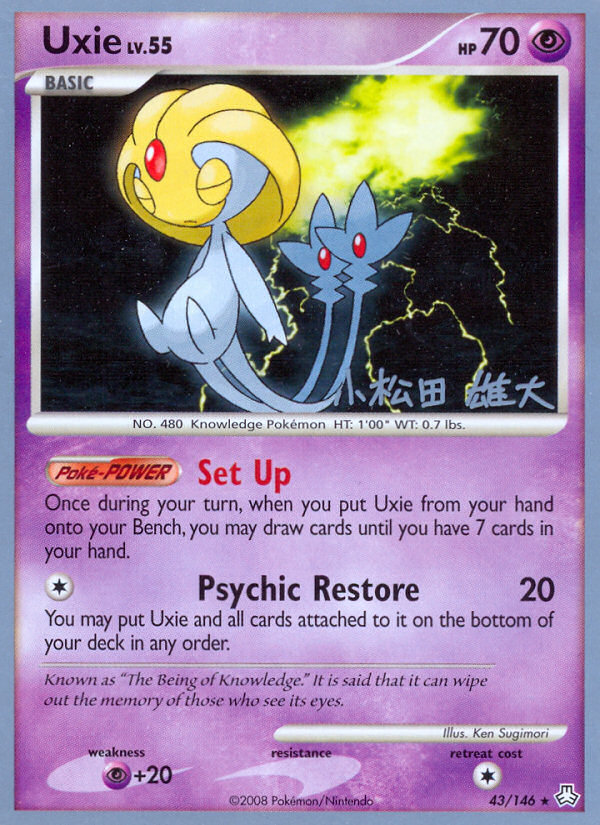 Uxie LV.55
HP 70
BASIC
小松田 雄大
NO. 480 Knowledge Pokémon HT: 1'00" WT: 0.7 lbs.
Poké-POWER Set Up
Once during your turn, when you put Uxie from your hand
onto your Bench, you may draw cards until you have 7 cards in
your hand.
Psychic Restore 20
You may put Uxie and all cards attached to it on the bottom of
your deck in any order.
Known as "The Being of Knowledge." It is said that it can wipe
out the memory of those who see its eyes.
Illus. Ken Sugimori
weakness resistance retreat cost
+20
©2008 Pokémon/Nintendo 43/146 ★